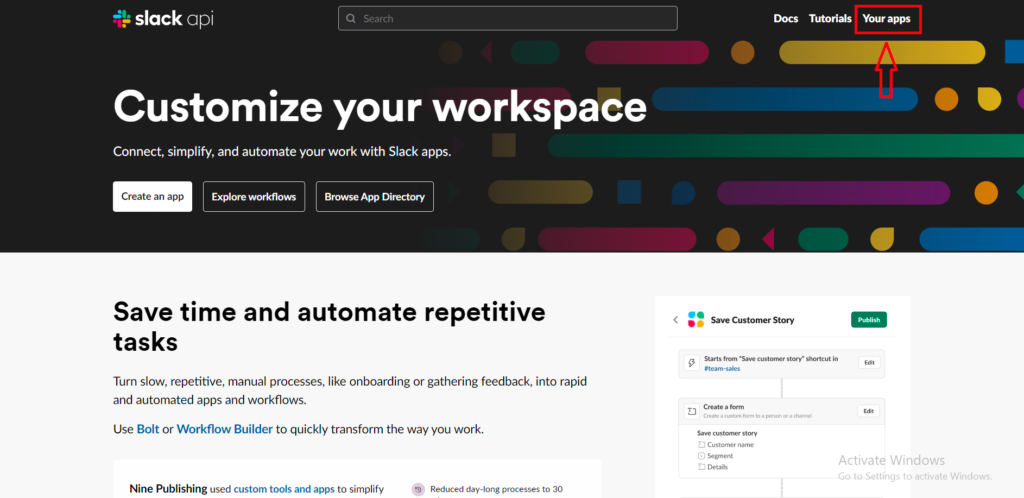 slack api
Search
Docs Tutorials Your apps
Customize your workspace
Connect, simplify, and automate your work with Slack apps.
Create an app Explore workflows Browse App Directory
Save time and automate repetitive
tasks
Turn slow, repetitive, manual processes, like onboarding or gathering feedback, into rapid
and automated apps and workflows.
Use Bolt or Workflow Builder to quickly transform the way you work.
Nine Publishing used custom tools and apps to simplify
Reduced day-long processes to 30
Save Customer Story Publish
Starts from "Save customer story" shortcut in
#team-sales
Edit
Create a form
Create a custom form to a person or a channel
Edit
Save customer story
Customer name
Segment
Details
Activate Windows
Go to Settings to activate Windows.